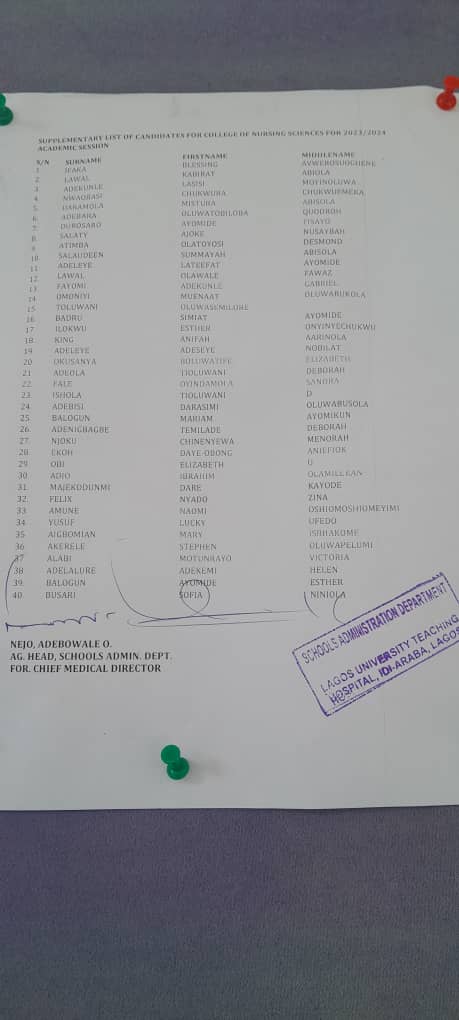 SUPPLEMENTARY LIST OF CANDIDATES FOR COLLEGE OF NURSING SCIENCES FOR 2023/2024
ACADEMIC SESSION
S/N SURNAME FIRSTNAME MIDDLENAME
1 IFAKA BLESSING AVWEROSUOGHENE
2. LAWAL KABIRAT ABIOLA
3. ADEKUNLE LASISI MOYINOLUWA
4. NWAOBASI CHUKWURA CHUKWUEMEKA
5. DARAMOLA MISTURA ABISOLA
6. ADEBARA OLUWATOBILOBA QUODROH
7. DUROSARO AYOMIDE FISAYO
8. SALATY AJOKE NUSAYBAH
9. ATIMBA OLATOYOSI DESMOND
10. SALAUDEEN SUMMAYAH ABISOLA
11. ADELEYE LATEEFAT AYOMIDE
12. LAWAL OLAWALE FAWAZ
13. FAYOMI ADEKUNLE GABRIEL
14 OMONIYI MUENAAT OLUWABUKOLA
15 TOLUWANI OLUWASEMILORE
16. BADRU SIMIAT AYOMIDE
17. ILOKWU ESTHER ONYINYECHUKWU
18. KING ANIFAH AARINOLA
19 ADELEYE ADESEYE NOBILAT
20 OKUSANYA BOLUWATIFE ELIZABETH
21 ADEOLA TIOLUWANI DEBORAH
22. FALE OYINDAMOLA SANDRA
23. ISHOLA TIOLUWANI D
24. ADEBISI DARASIMI OLUWABUSOLA
25. BALOGUN MARIAM AYOMIKUN
26. ADENIGBAGBE TEMILADE DEBORAH
27. NJOKU CHINENYEWA MENORAH
28. EKOH DAYE OBONG ANIEFIOK
29. OBI ELIZABETH U
30. ADIO IBRAHIM OLAMILEKAN
31. MAJEKODUNMI DARE KAYODE
32. FELIX NYADO ZINA
33. AMUNE NAOMI OSHIOMOSHIOMEYIMI
34. YUSUF LUCKY UFEDO
35 AIGBOMIAN MARY ISIRHAKOME
36 AKERELE STEPHEN OLUWAPELUMI
37 ALABI MOTUNRAYO VICTORIA
38 ADELALURE ADEKEMI HELEN
39. BALOGUN AYOMIDE ESTHER
40. BUSARI SOFIA NINIOLA
NEJO, ADEBOWALE O.
AG. HEAD, SCHOOLS ADMIN. DEPT.
FOR. CHIEF MEDICAL DIRECTOR
SCHOOLS ADMINISTRATION DEPARTMENT
LAGOS UNIVERSITY TEACHING
HOSPITAL, IDI-ARABA, LAGOS